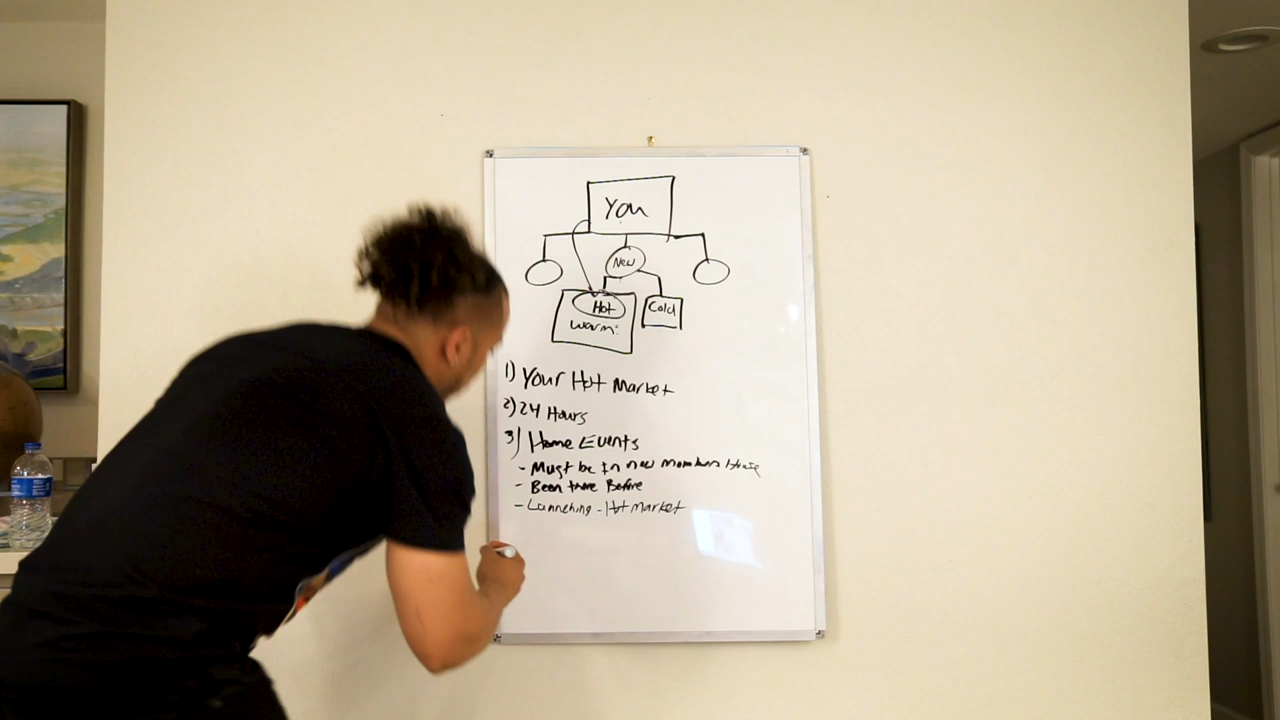 You
New
Hot
Cold
Warm:
1) Your Hot Market
2) 24 Hours
3) Home Events
- Must be In new members House
- Been there Before
- Launching - Hot Market